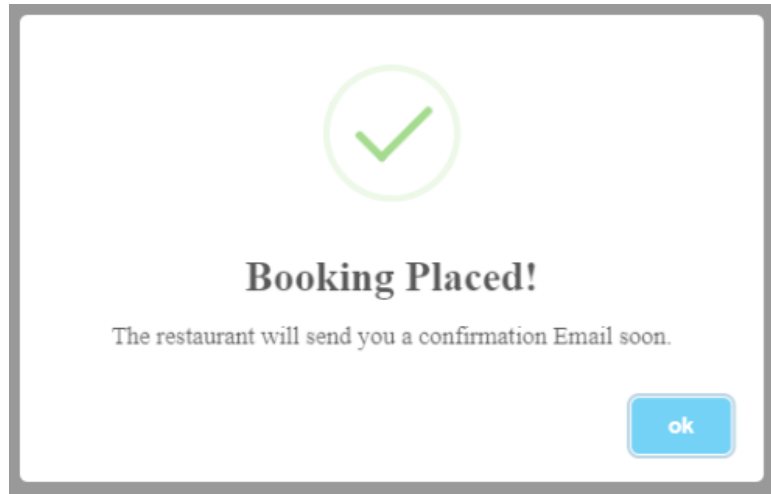 Booking Placed!
The restaurant will send you a confirmation Email soon.
ok